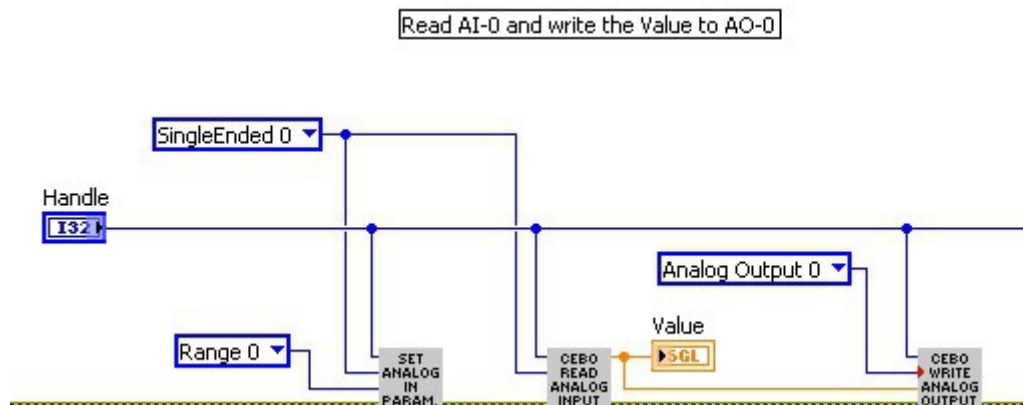 Read AI-0 and write the Value to AO-0
SingleEnded 0
Handle
I32
Analog Output 0
Value
SGL
Range 0
SET
ANALOG
IN
PARAM.
CEBO
READ
ANALOG
INPUT
CEBO
WRITE
ANALOG
OUTPUT